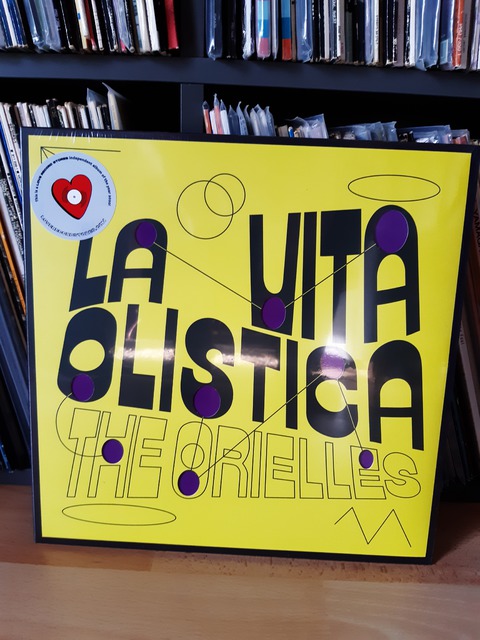 LA VITA
OLISTICA
THE ORIELLES